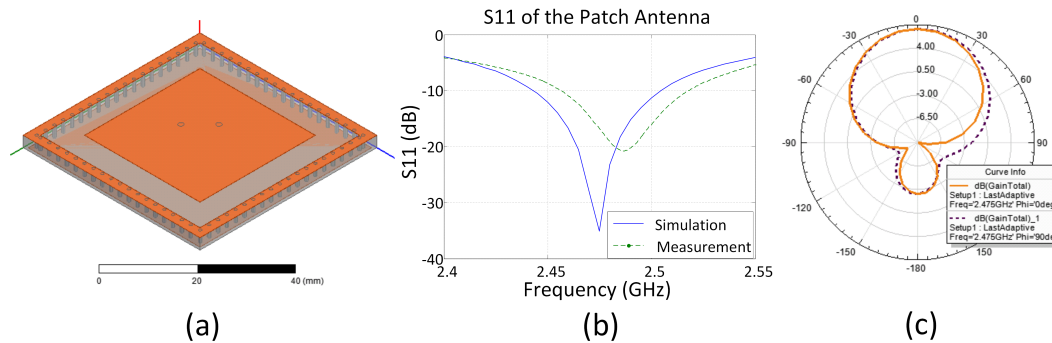 0
20
40 (mm)
(a)
S11 of the Patch Antenna
S11 (dB)
0
-10
-20
-30
-40
2.4
2.45
2.5
2.55
Frequency (GHz)
Simulation
Measurement
(b)
0
-30
30
-60
60
-90
90
-120
-150
150
-180
4.00
0.50
-3.00
-6.50
Curve Info
dB(GainTotal)
Setup1 : LastAdaptive
Freq='2.475GHz' Phi='0deg
dB(GainTotal)_1
Setup1 : LastAdaptive
Freq='2.475GHz' Phi='90de
(c)